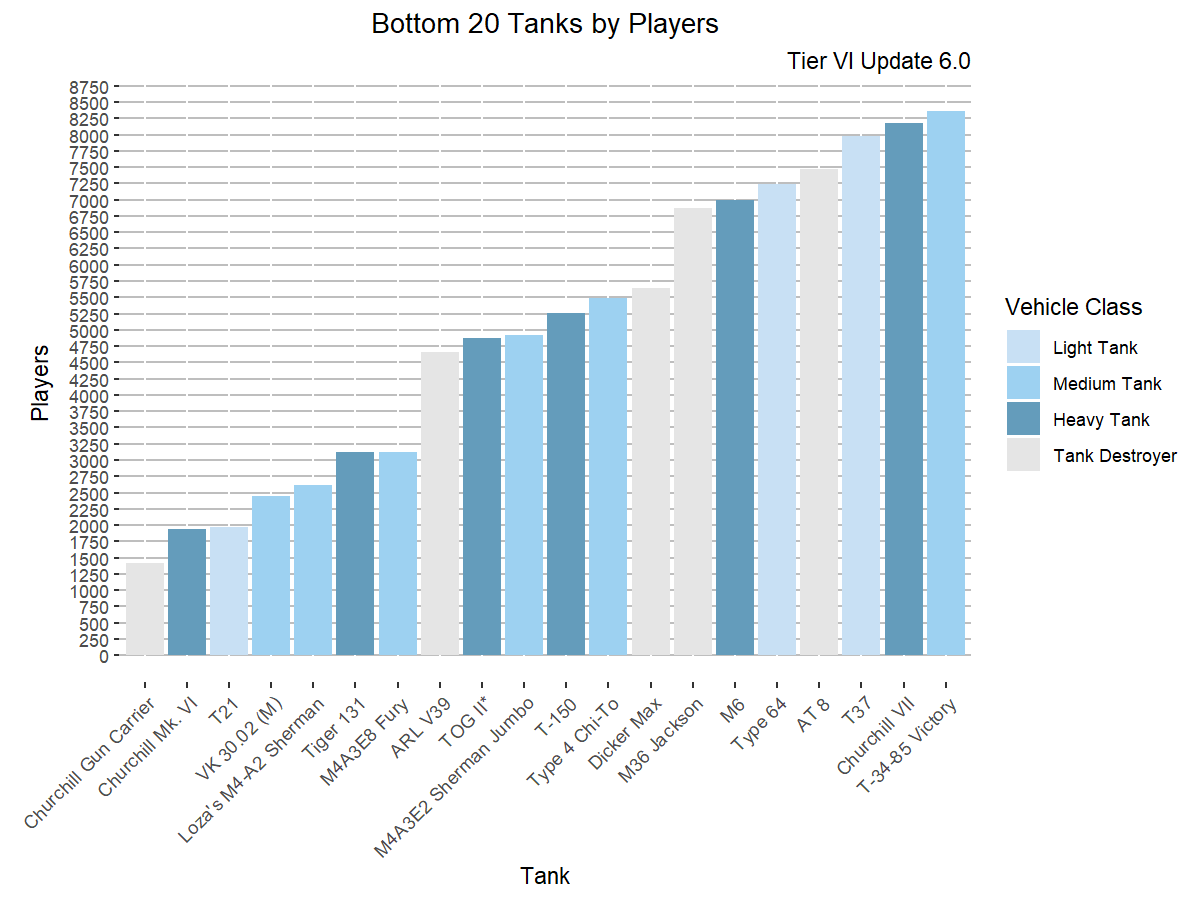 Bottom 20 Tanks by Players
Tier VI Update 6.0
8750
8500
8250
8000
7750
7500
7250
7000
6750
6500
6250
6000
5750
5500
5250
5000
4750
4500
4250
4000
3750
3500
3250
3000
2750
2500
2250
2000
1750
1500
1250
1000
750
500
250
0
Players
Churchill Gun Carrier
Churchill Mk. VI
T21
VK 30.02 (M)
Loza's M4-A2 Sherman
Tiger 131
M4A3E8 Fury
ARL V39
TOG II*
M4A3E2 Sherman Jumbo
T-150
Type 4 Chi-To
Dicker Max
M36 Jackson
M6
Type 64
AT 8
T37
Churchill VII
T-34-85 Victory
Tank
Vehicle Class
Light Tank
Medium Tank
Heavy Tank
Tank Destroyer